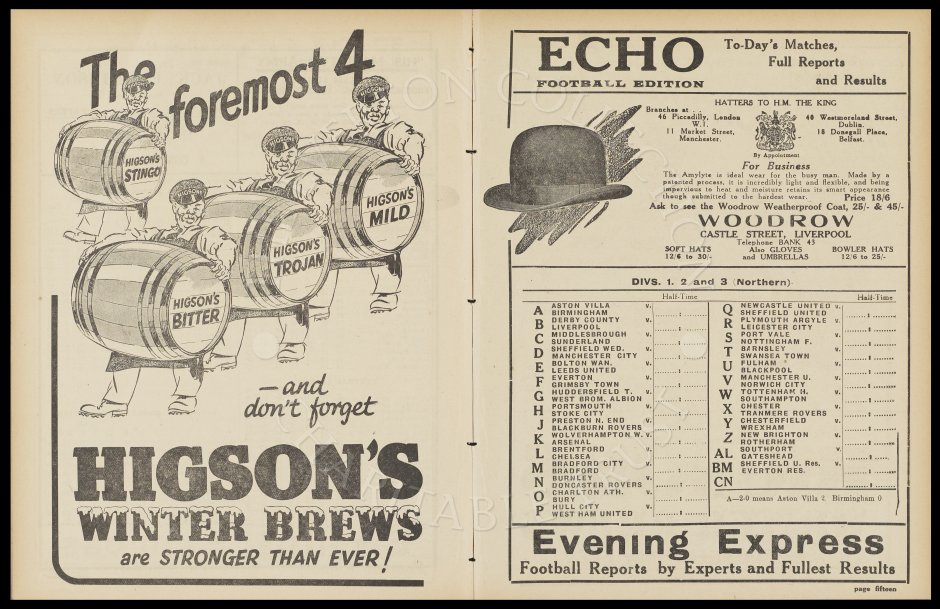 The foremost 4
HIGSON'S
STINGO
HIGSON'S
MILD
HIGSON'S
TROJAN
HIGSON'S
BITTER
—and
don't forget
HIGSON'S
WINTER BREWS
are STRONGER THAN EVER!
ECHO
FOOTBALL EDITION
To-Day's Matches,
Full Reports
and Results
HATTERS TO H.M. THE KING
Branches at
46 Piccadilly, London
W.1.
11 Market Street,
Manchester.
40 Westmoreland Street,
Dublin.
18 Donegall Place,
Belfast.
By Appointment
For Business
The Amylyte is ideal wear for the busy man. Made by a
patented process, it is incredibly light and flexible, and being
impervious to heat and moisture retains its smart appearance
though submitted to the hardest wear. Price 18/6
Ask to see the Woodrow Weatherproof Coat, 25/- & 45/-
WOODROW
CASTLE STREET, LIVERPOOL
Telephone BANK 43
SOFT HATS
12/6 to 30/-
Also GLOVES
and UMBRELLAS
BOWLER HATS
12/6 to 25/-
DIVS. 1, 2 and 3 (Northern)
Half-Time
A ASTON VILLA v.
BIRMINGHAM
B DERBY COUNTY v.
LIVERPOOL
C MIDDLESBROUGH v.
SUNDERLAND
D SHEFFIELD WED. v.
MANCHESTER CITY
E BOLTON WAN. v.
LEEDS UNITED
F EVERTON v.
GRIMSBY TOWN
G HUDDERSFIELD T. v.
WEST BROM. ALBION
H PORTSMOUTH v.
STOKE CITY
J PRESTON N. END v.
BLACKBURN ROVERS
K WOLVERHAMPTON W. v.
ARSENAL
L BRENTFORD v.
CHELSEA
M BRADFORD CITY v.
BRADFORD
N BURNLEY v.
DONCASTER ROVERS
O CHARLTON ATH. v.
BURY
P HULL CITY v.
WEST HAM UNITED
Half-Time
Q NEWCASTLE UNITED v.
SHEFFIELD UNITED
R PLYMOUTH ARGYLE v.
LEICESTER CITY
S PORT VALE v.
NOTTINGHAM F.
T BARNSLEY v.
SWANSEA TOWN
U FULHAM v.
BLACKPOOL
V MANCHESTER U. v.
NORWICH CITY
W TOTTENHAM H. v.
SOUTHAMPTON
X CHESTER v.
TRANMERE ROVERS
Y CHESTERFIELD v.
WREXHAM
Z NEW BRIGHTON v.
ROTHERHAM
AL SOUTHPORT v.
GATESHEAD
BM SHEFFIELD U. Res. v.
EVERTON RES.
CN
A—2-0 means Aston Villa 2, Birmingham 0
Evening Express
Football Reports by Experts and Fullest Results
page fifteen